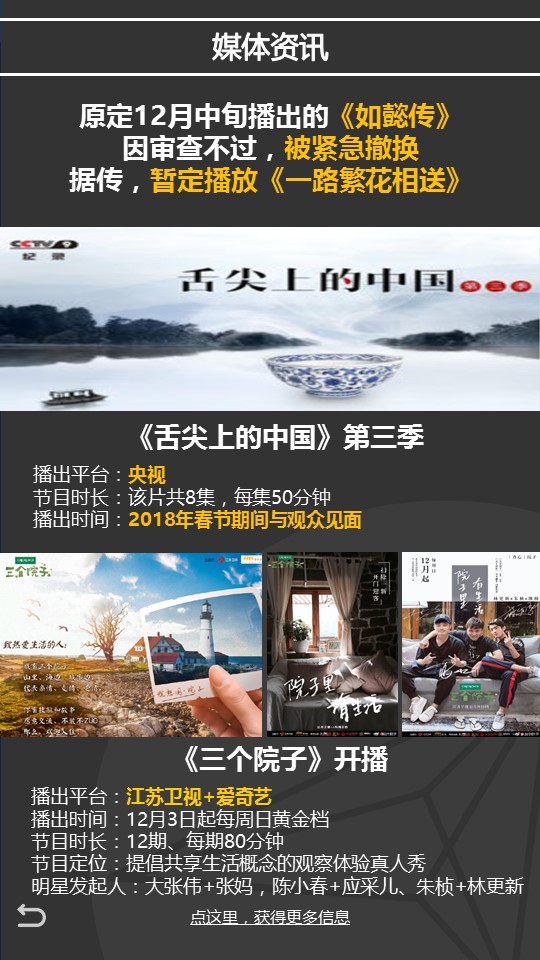 媒体资讯
原定12月中旬播出的《如懿传》
因审查不过，被紧急撤换
据传，暂定播放《一路繁花相送》
CCTV 9
纪录
舌尖上的中国 第三季
《舌尖上的中国》第三季
播出平台：央视
节目时长：该片共8集，每集50分钟
播出时间：2018年春节期间与观众见面
三个院子
致热爱生活的人：
12月起
院子里
有生活
院子里
有生活
《三个院子》开播
播出平台：江苏卫视+爱奇艺
播出时间：12月3日起每周日黄金档
节目时长：12期、每期80分钟
节目定位：提倡共享生活概念的观察体验真人秀
明星发起人：大张伟+张妈，陈小春+应采儿、朱桢+林更新
点这里，获得更多信息